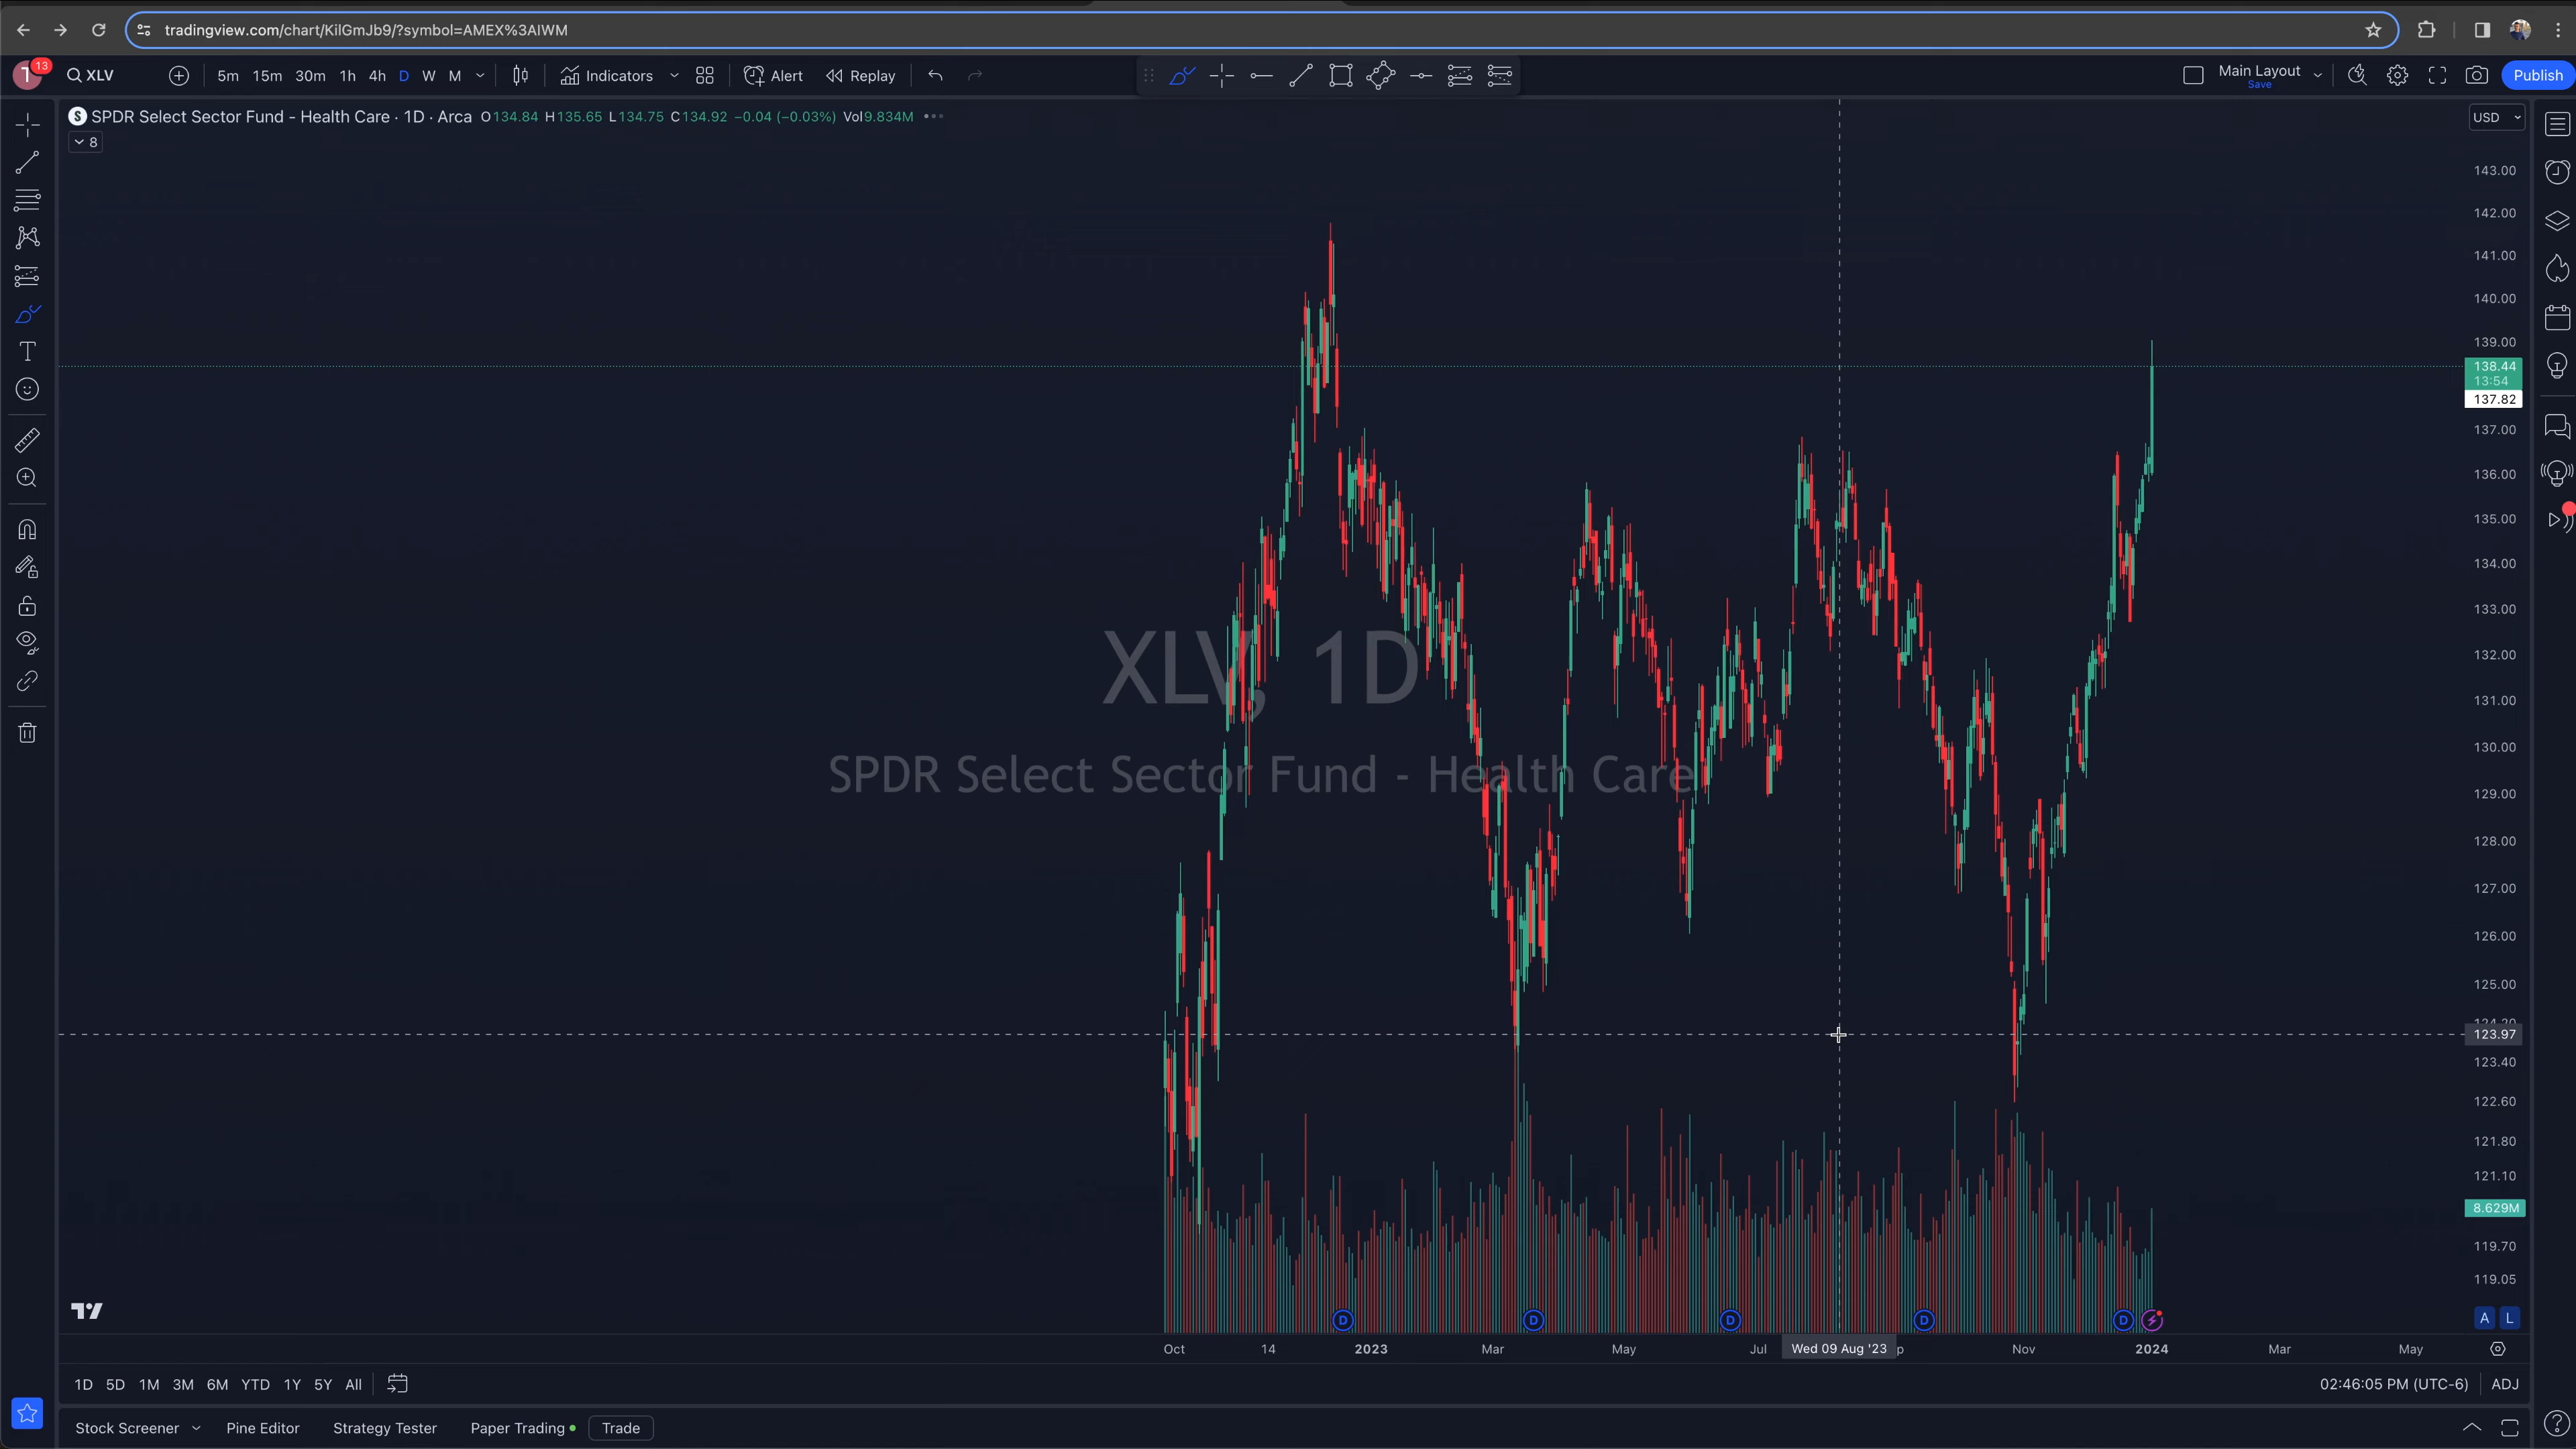 tradingview.com/chart/KilGmJb9/?symbol=AMEX%3AIWM
T 13 XLV 5m 15m 30m 1h 4h D W M Indicators Alert Replay Main Layout Save Publish
S SPDR Select Sector Fund - Health Care · 1D · Arca O134.84 H135.65 L134.75 C134.92 −0.04 (−0.03%) Vol9.834M USD
8
143.00
142.00
141.00
140.00
139.00
138.44
13:54
137.82
137.00
136.00
135.00
134.00
133.00
132.00
131.00
130.00
129.00
128.00
127.00
126.00
125.00
123.97
123.40
122.60
121.80
121.10
8.629M
119.70
119.05
XLV, 1D
SPDR Select Sector Fund - Health Care
D D D D D A L
Oct 14 2023 Mar May Jul Wed 09 Aug '23 p Nov 2024 Mar May
1D 5D 1M 3M 6M YTD 1Y 5Y All 02:46:05 PM (UTC-6) ADJ
Stock Screener Pine Editor Strategy Tester Paper Trading Trade